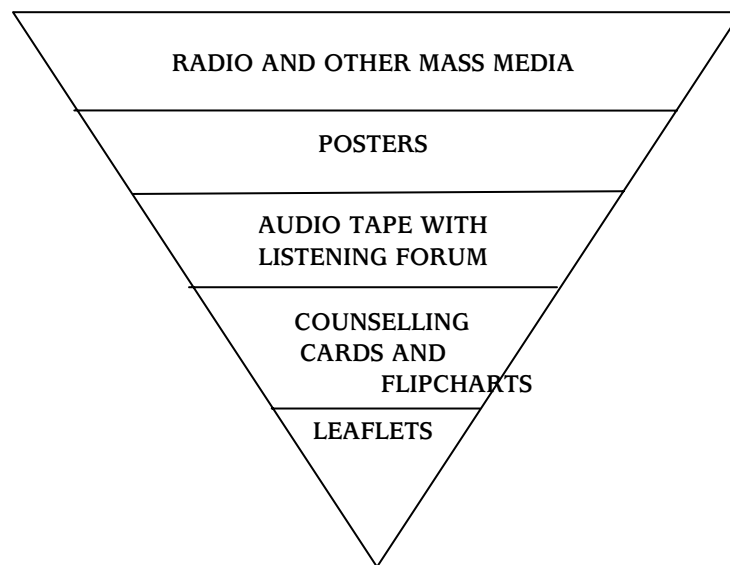 RADIO AND OTHER MASS MEDIA
POSTERS
AUDIO TAPE WITH
LISTENING FORUM
COUNSELLING
CARDS AND
FLIPCHARTS
LEAFLETS